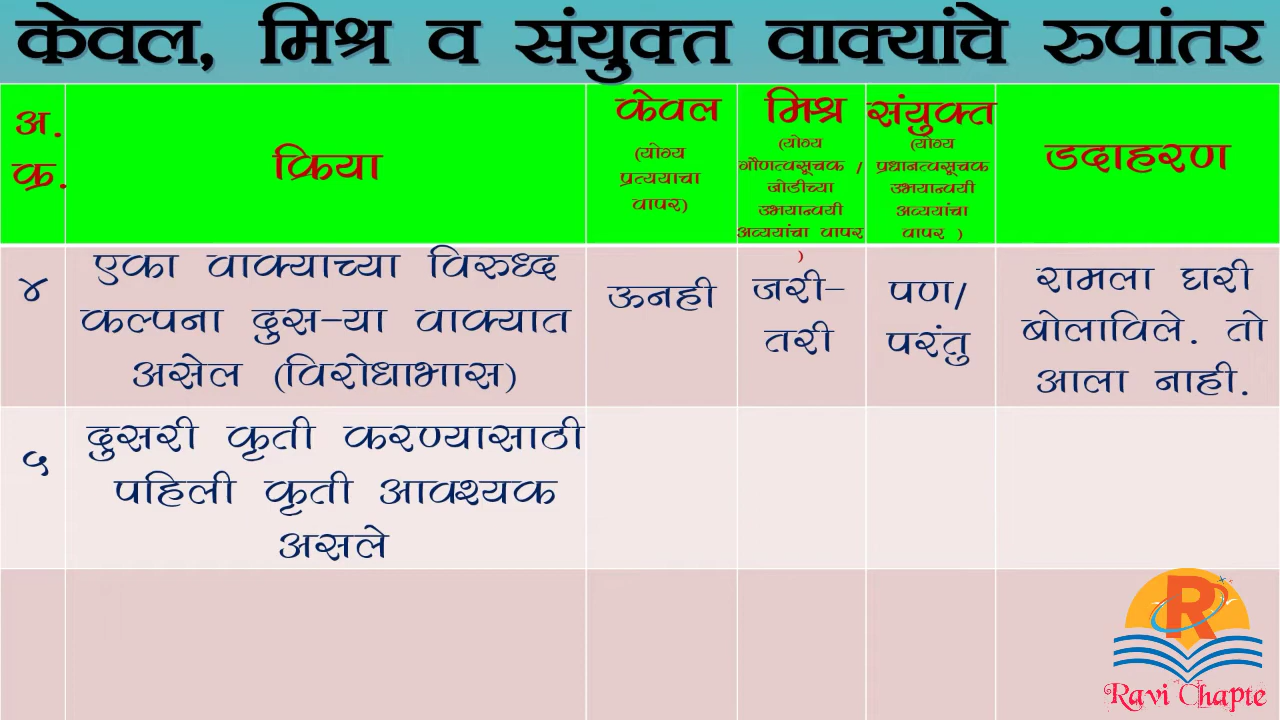 केवल, मिश्र व संयुक्त वाक्यांचे रुपांतर
अ.
क्र.
क्रिया
केवल
(योग्य
प्रत्ययाचा
वापर)
मिश्र
(योग्य
गौणत्वसूचक /
जोडीच्या
उभयान्वयी
अव्ययांचा वापर
)
संयुक्त
(योग्य
प्रधानत्वसूचक
उभयान्वयी
अव्ययांचा
वापर )
उदाहरण
४
एका वाक्याच्या विरुध्द
कल्पना दुस-या वाक्यात
असेल (विरोधाभास)
ऊनही
जरी-
तरी
पण/
परंतु
रामला घरी
बोलाविले. तो
आला नाही.
५
दुसरी कृती करण्यासाठी
पहिली कृती आवश्यक
असले
R
Ravi Chapte